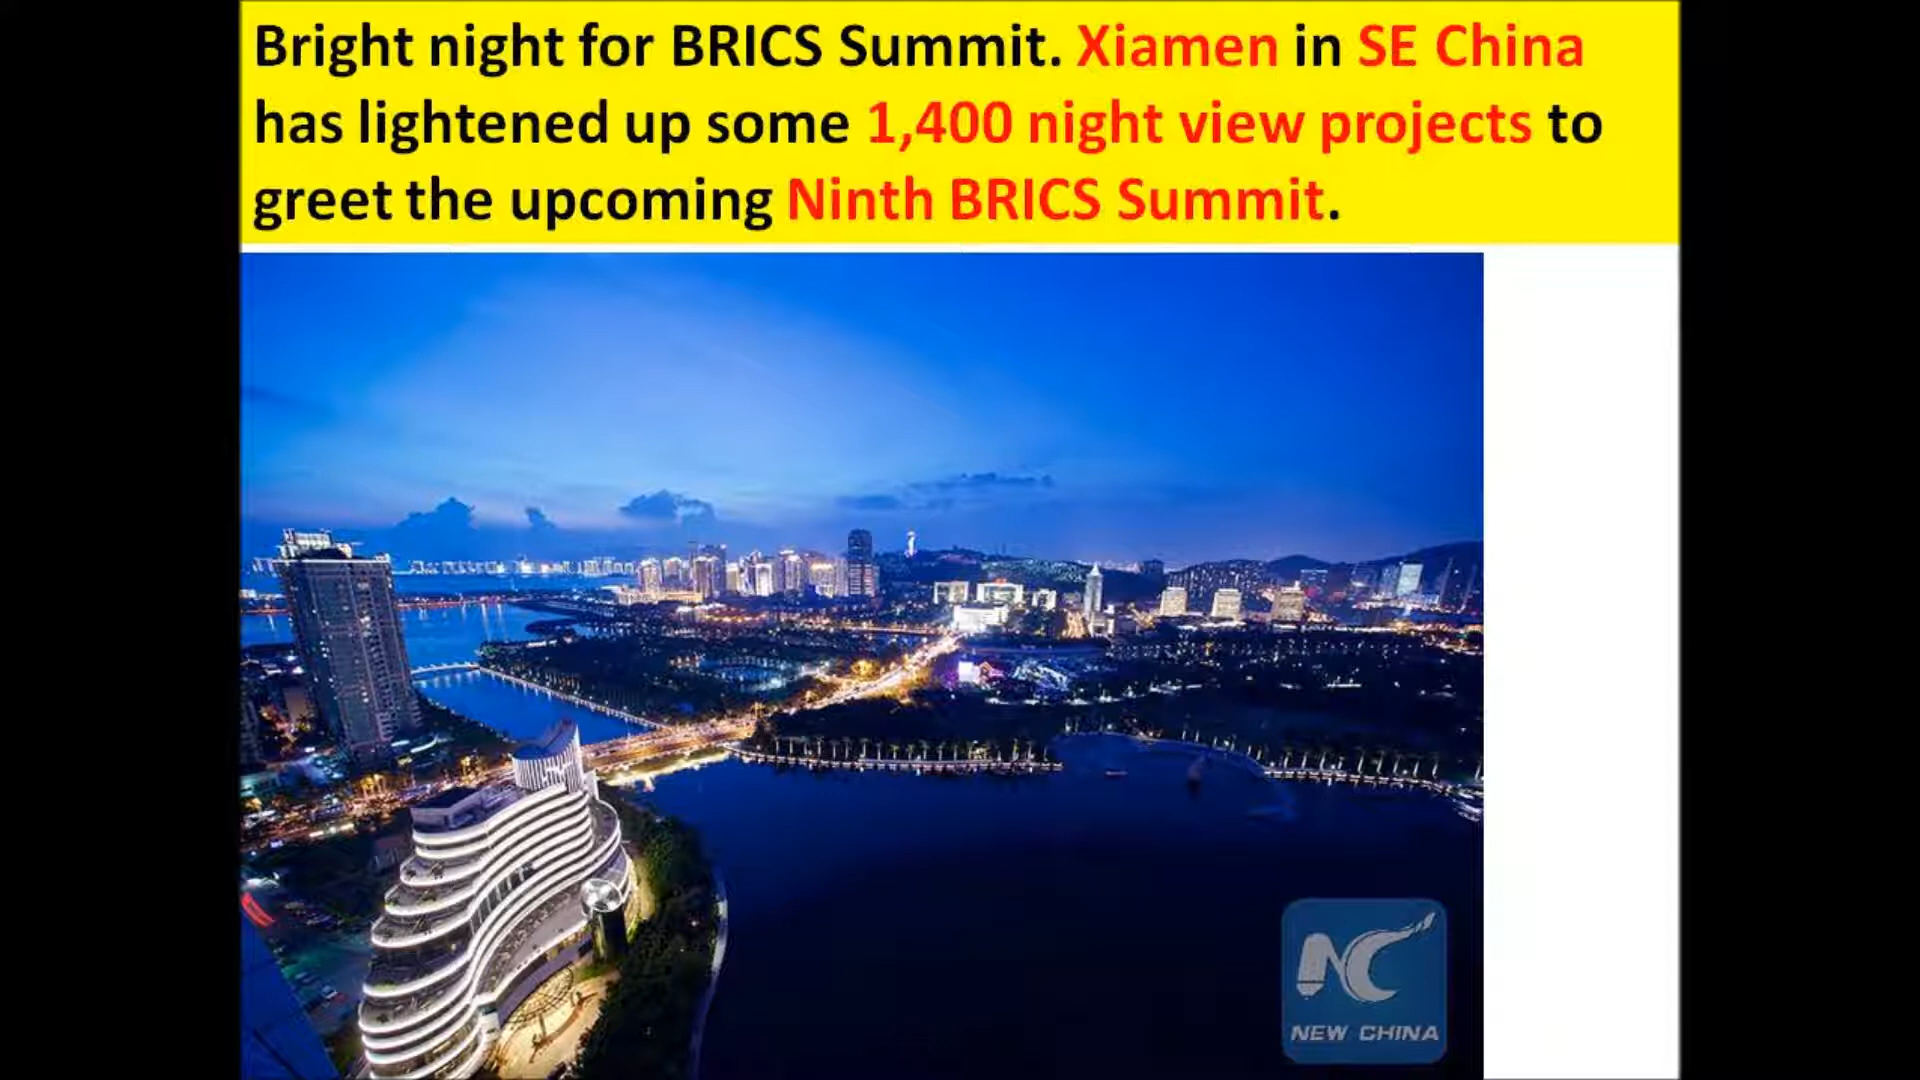 Bright night for BRICS Summit. Xiamen in SE China
has lightened up some 1,400 night view projects to
greet the upcoming Ninth BRICS Summit.
NC
NEW CHINA